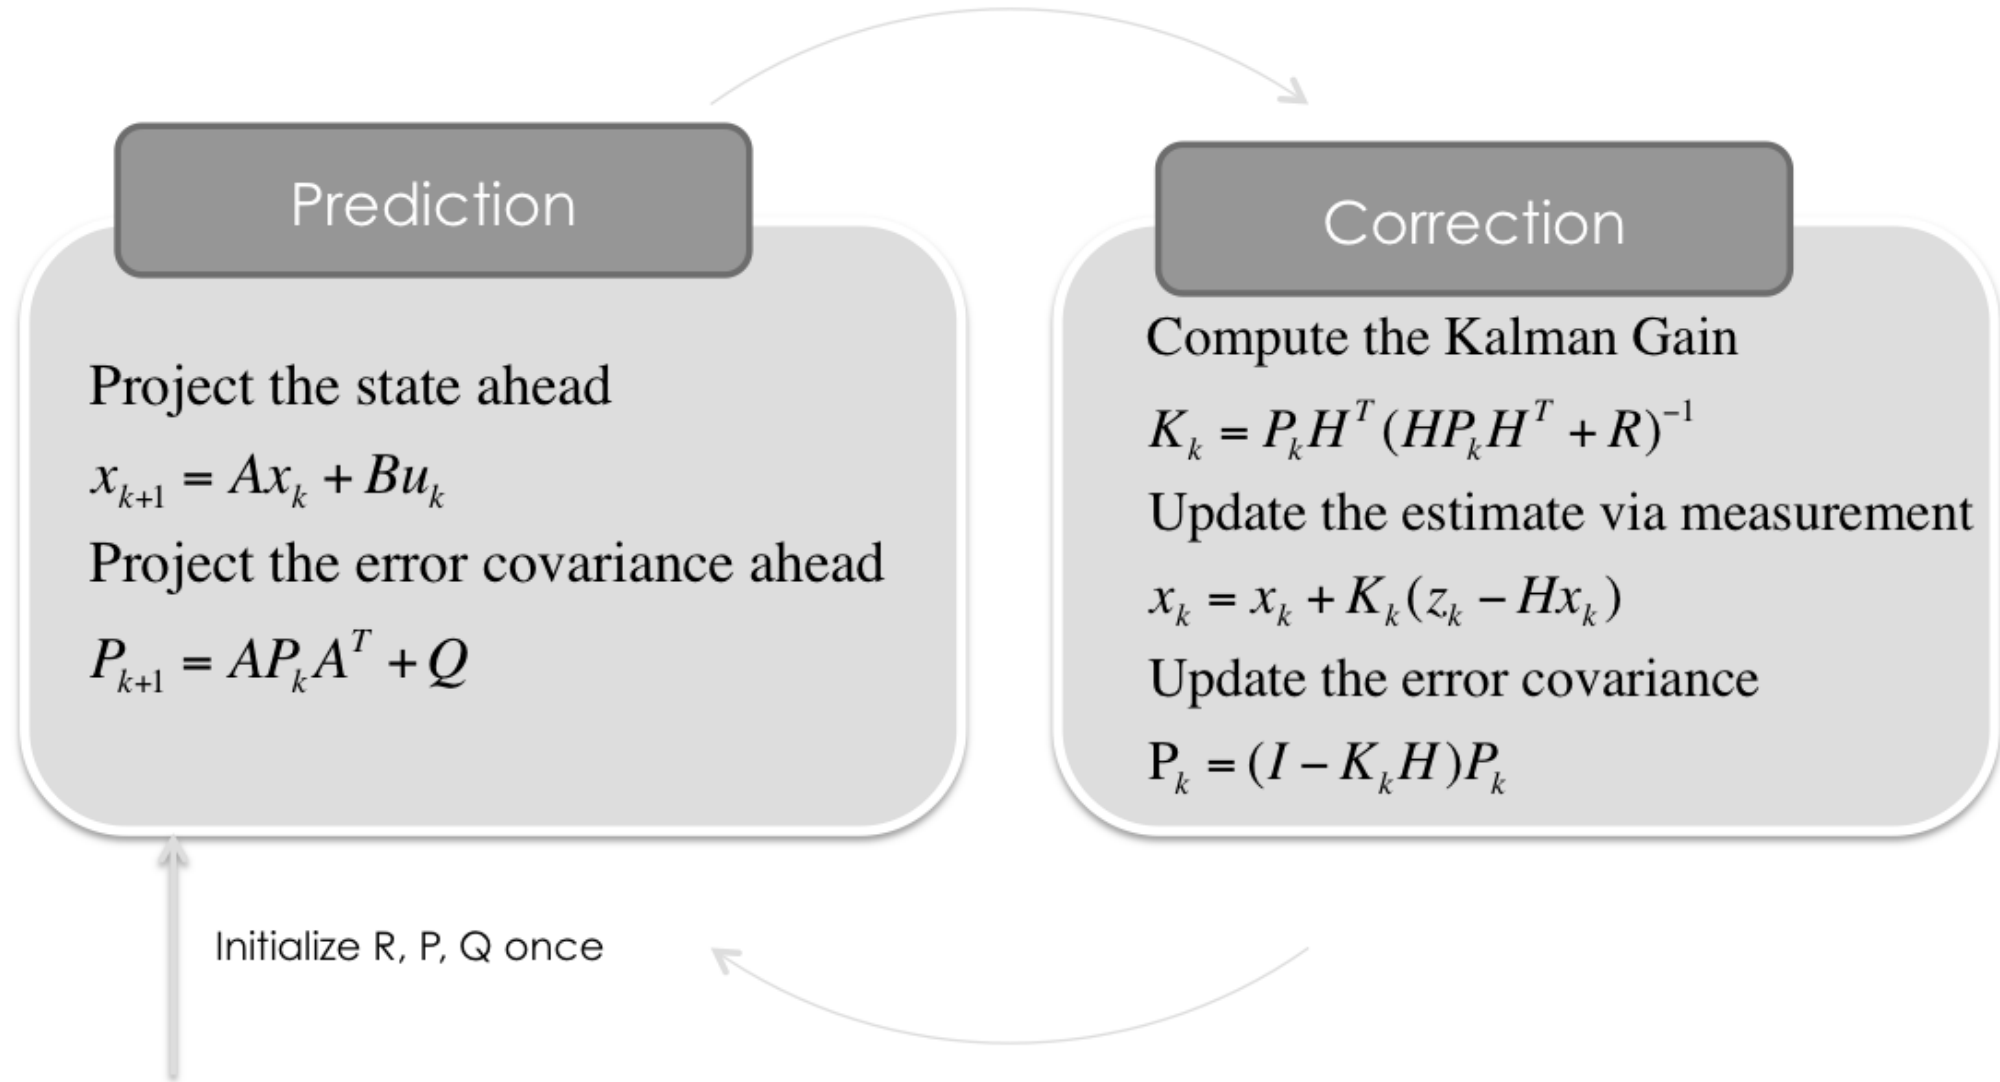 Prediction
Project the state ahead
x_{k+1} = Ax_k + Bu_k
Project the error covariance ahead
P_{k+1} = AP_kA^T + Q
Initialize R, P, Q once
Correction
Compute the Kalman Gain
K_k = P_kH^T(HP_kH^T + R)^{-1}
Update the estimate via measurement
x_k = x_k + K_k(z_k − Hx_k)
Update the error covariance
P_k = (I − K_kH)P_k